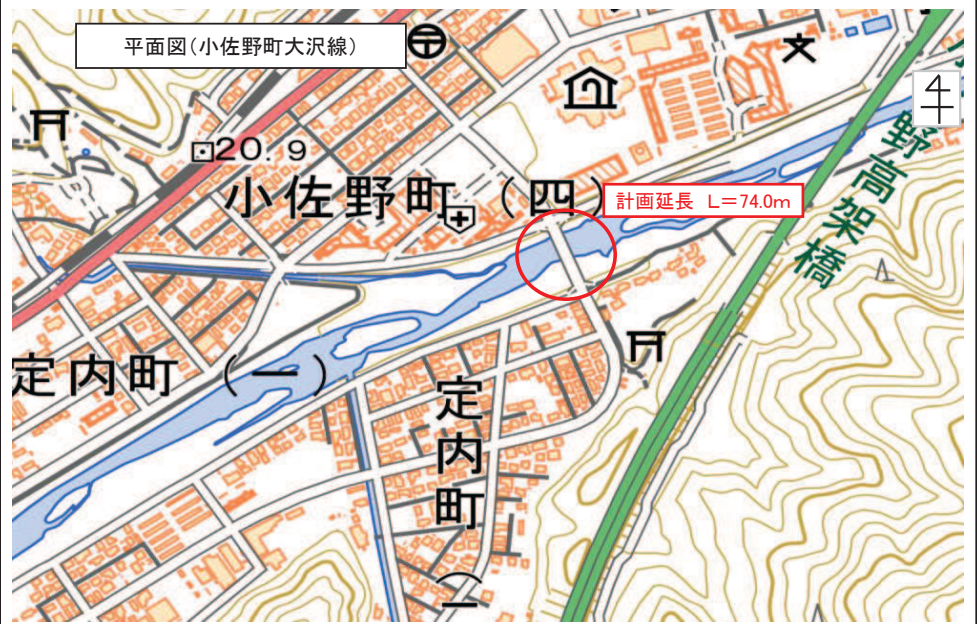 平面図(小佐野町大沢線)
20.9
小佐野町(四)
計画延長 L=74.0m
野高架橋
定内町(一)
定内町(